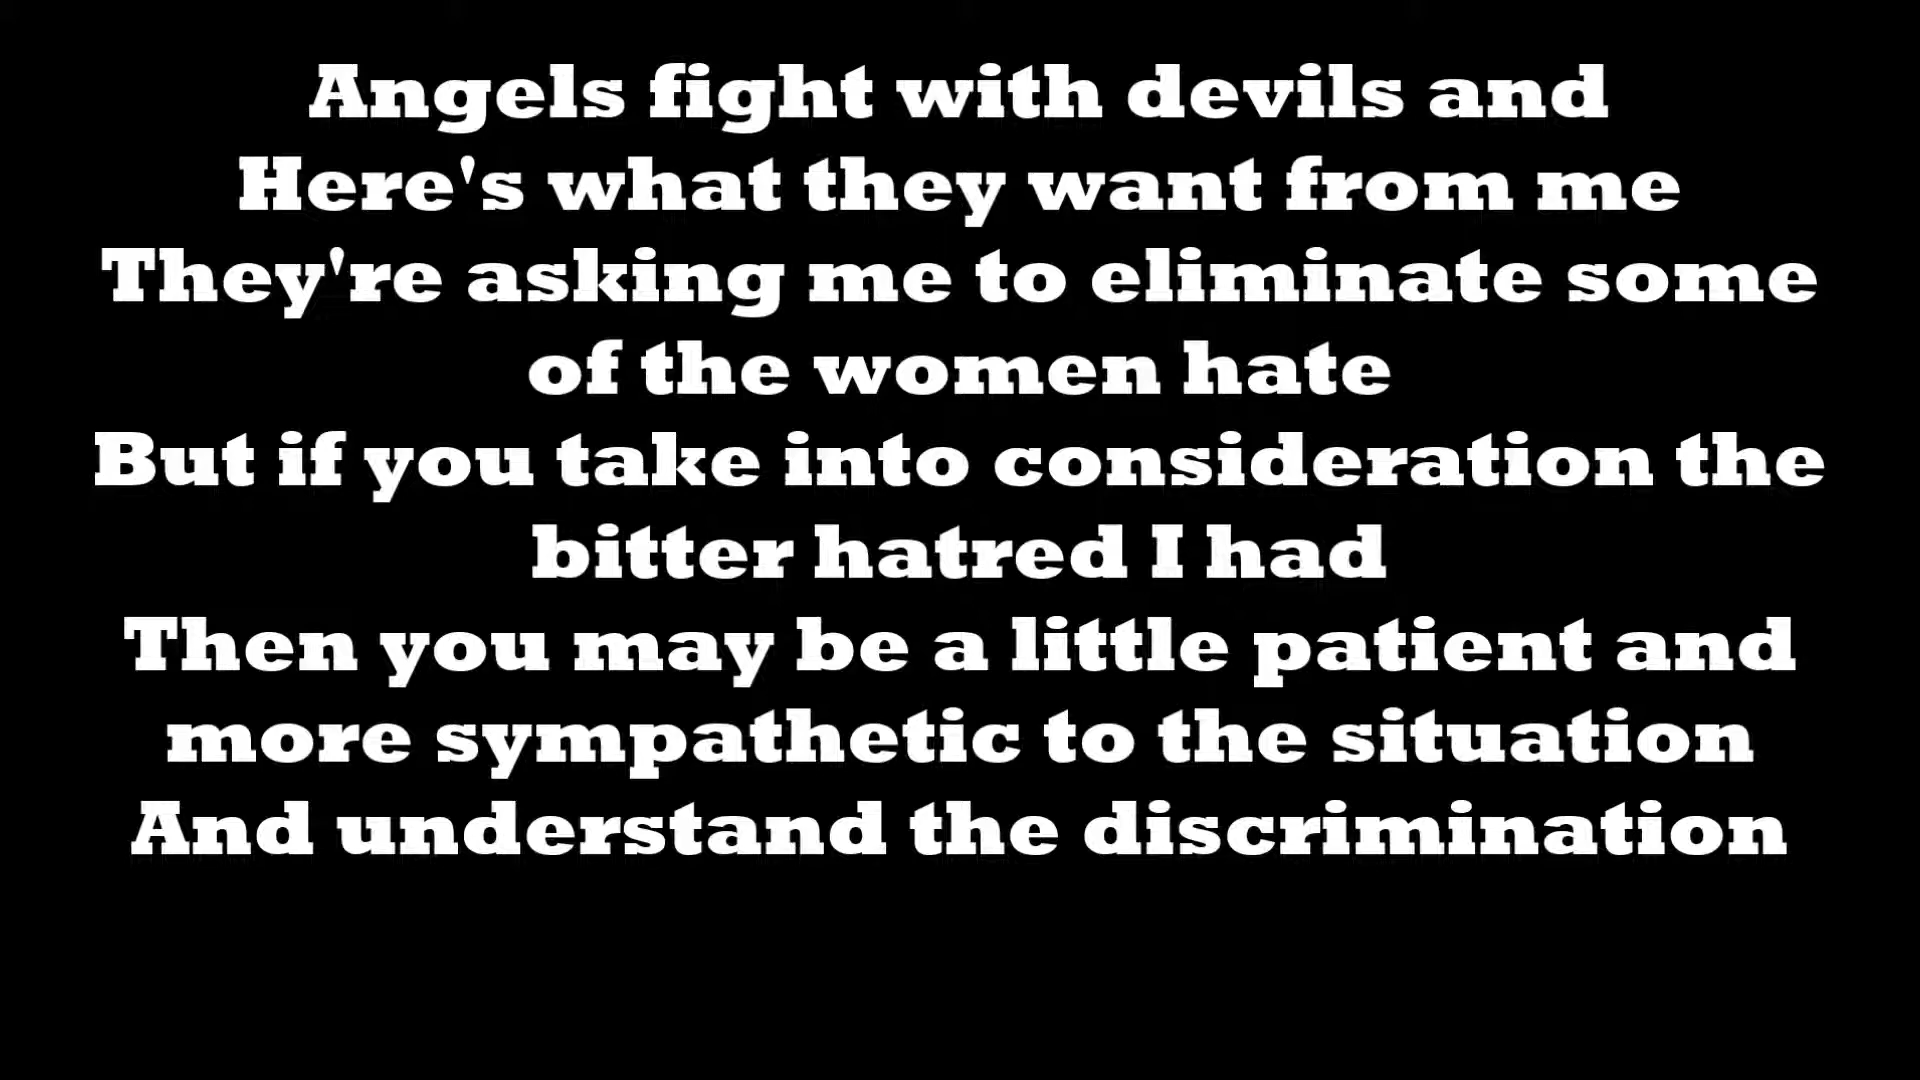 Angels fight with devils and
Here's what they want from me
They're asking me to eliminate some
of the women hate
But if you take into consideration the
bitter hatred I had
Then you may be a little patient and
more sympathetic to the situation
And understand the discrimination